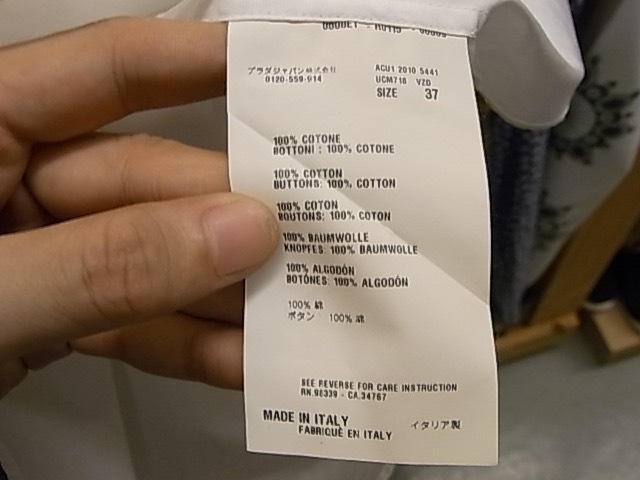 プラダジャパン株式会社
0120-559-914
ACU1 2010 5441
UCM718 VZD
SIZE 37
100% COTONE
BOTTONI : 100% COTONE
100% COTTON
BUTTONS: 100% COTTON
100% COTON
BOUTONS: 100% COTON
100% BAUMWOLLE
KNOPFES: 100% BAUMWOLLE
100% ALGODÓN
BOTÓNES: 100% ALGODÓN
100% 綿
ボタン 100% 綿
SEE REVERSE FOR CARE INSTRUCTION
RN.98339 - CA.34767
MADE IN ITALY
FABRIQUÉ EN ITALY
イタリア製